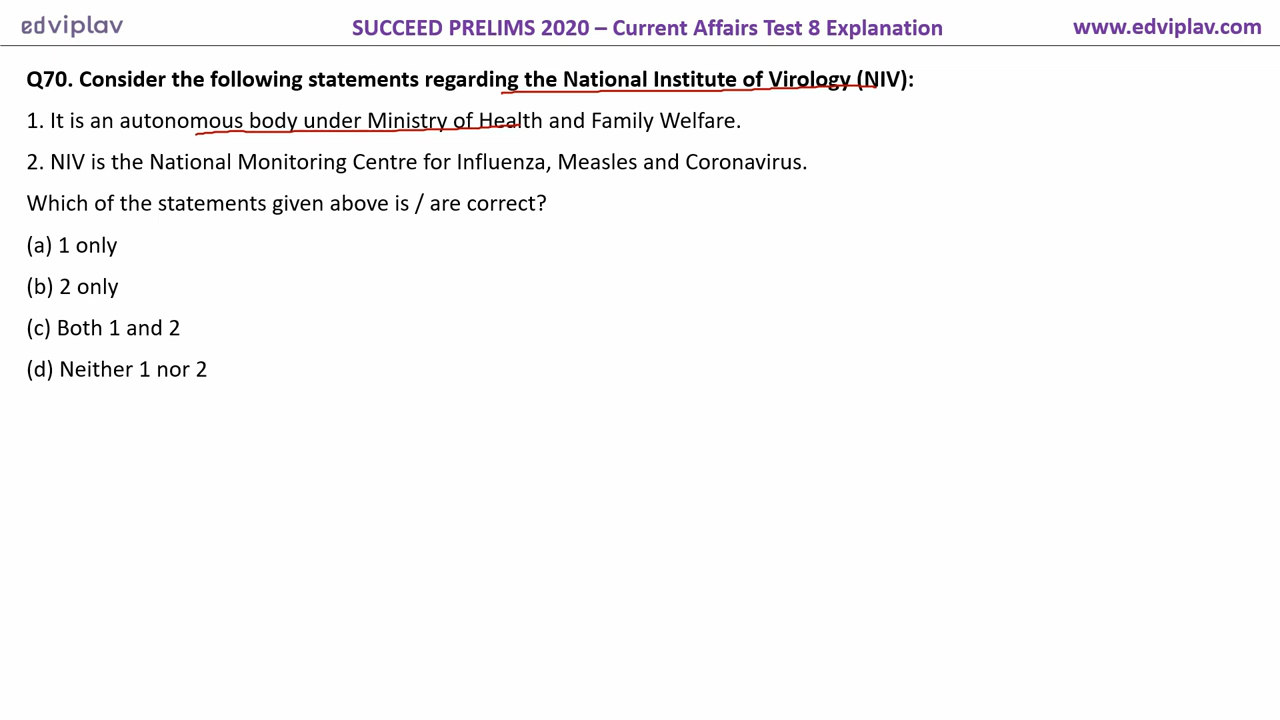 edviplav
SUCCEED PRELIMS 2020 – Current Affairs Test 8 Explanation
www.edviplav.com
Q70. Consider the following statements regarding the National Institute of Virology (NIV):
1. It is an autonomous body under Ministry of Health and Family Welfare.
2. NIV is the National Monitoring Centre for Influenza, Measles and Coronavirus.
Which of the statements given above is / are correct?
(a) 1 only
(b) 2 only
(c) Both 1 and 2
(d) Neither 1 nor 2